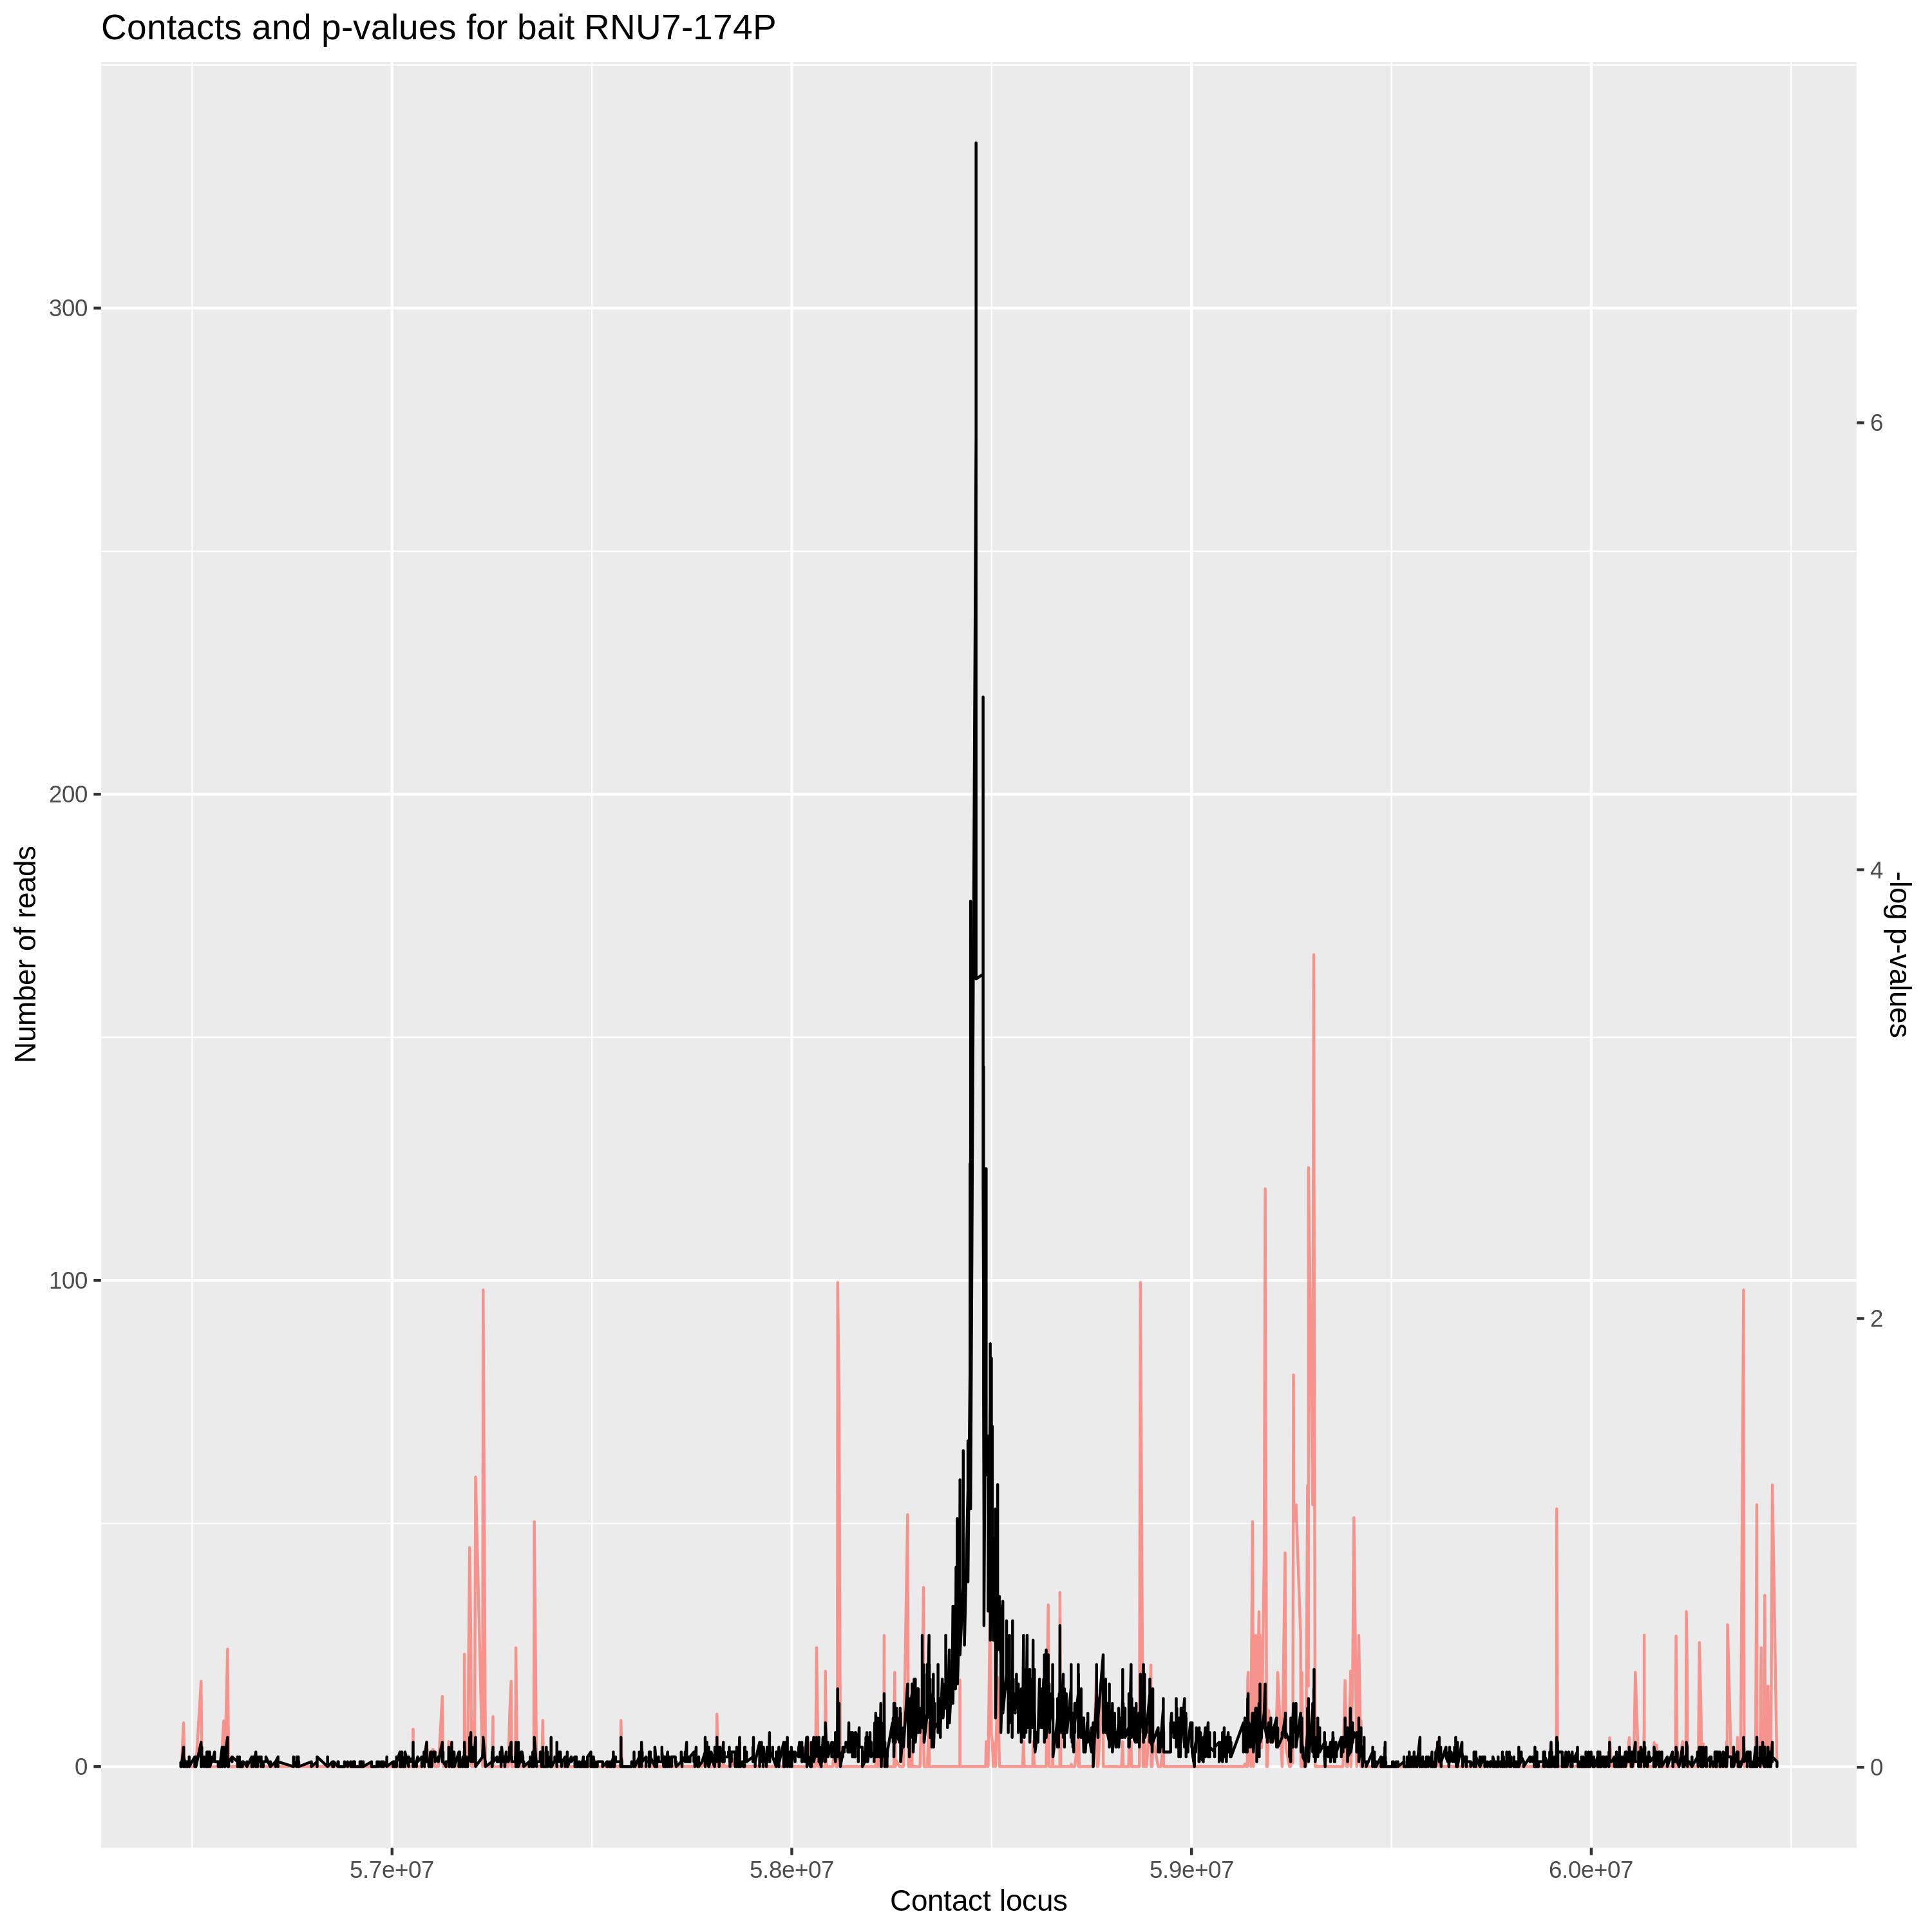 Contacts and p-values for bait RNU7-174P
300
200
100
0
Number of reads
6
4
2
0
-log p-values
5.7e+07
5.8e+07
5.9e+07
6.0e+07
Contact locus